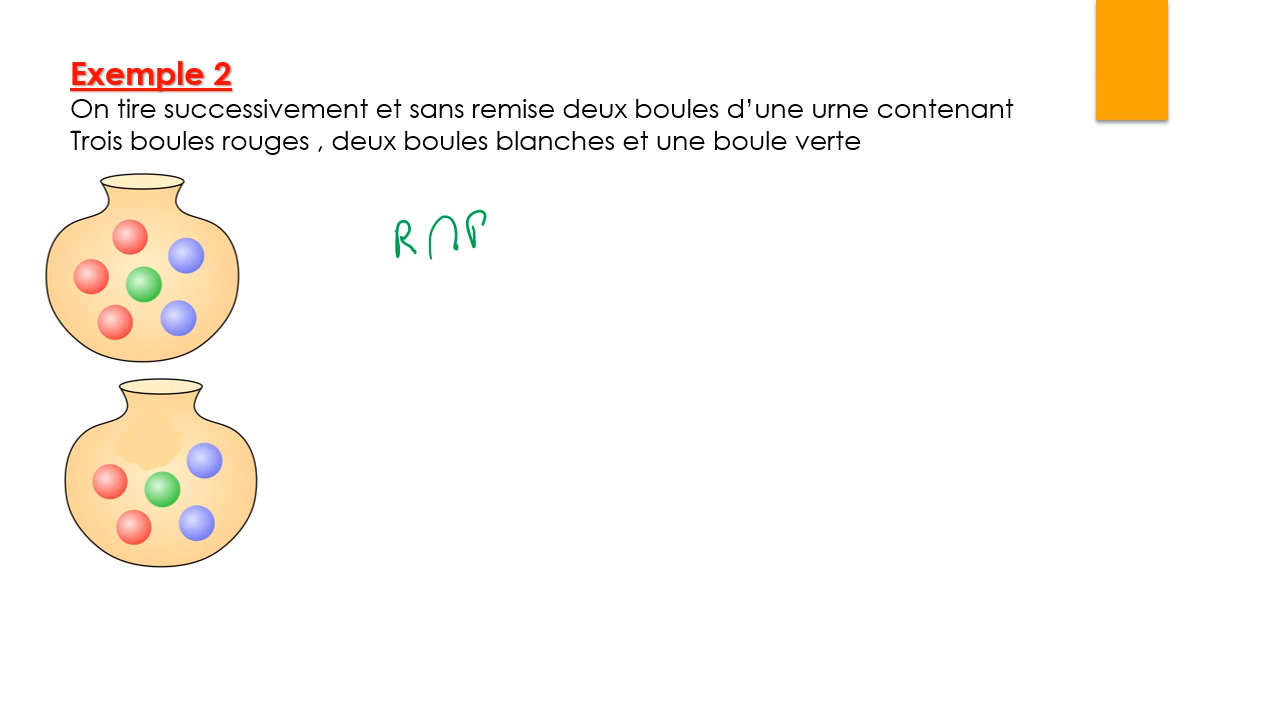 Exemple 2
On tire successivement et sans remise deux boules d’une urne contenant
Trois boules rouges , deux boules blanches et une boule verte
R ∩